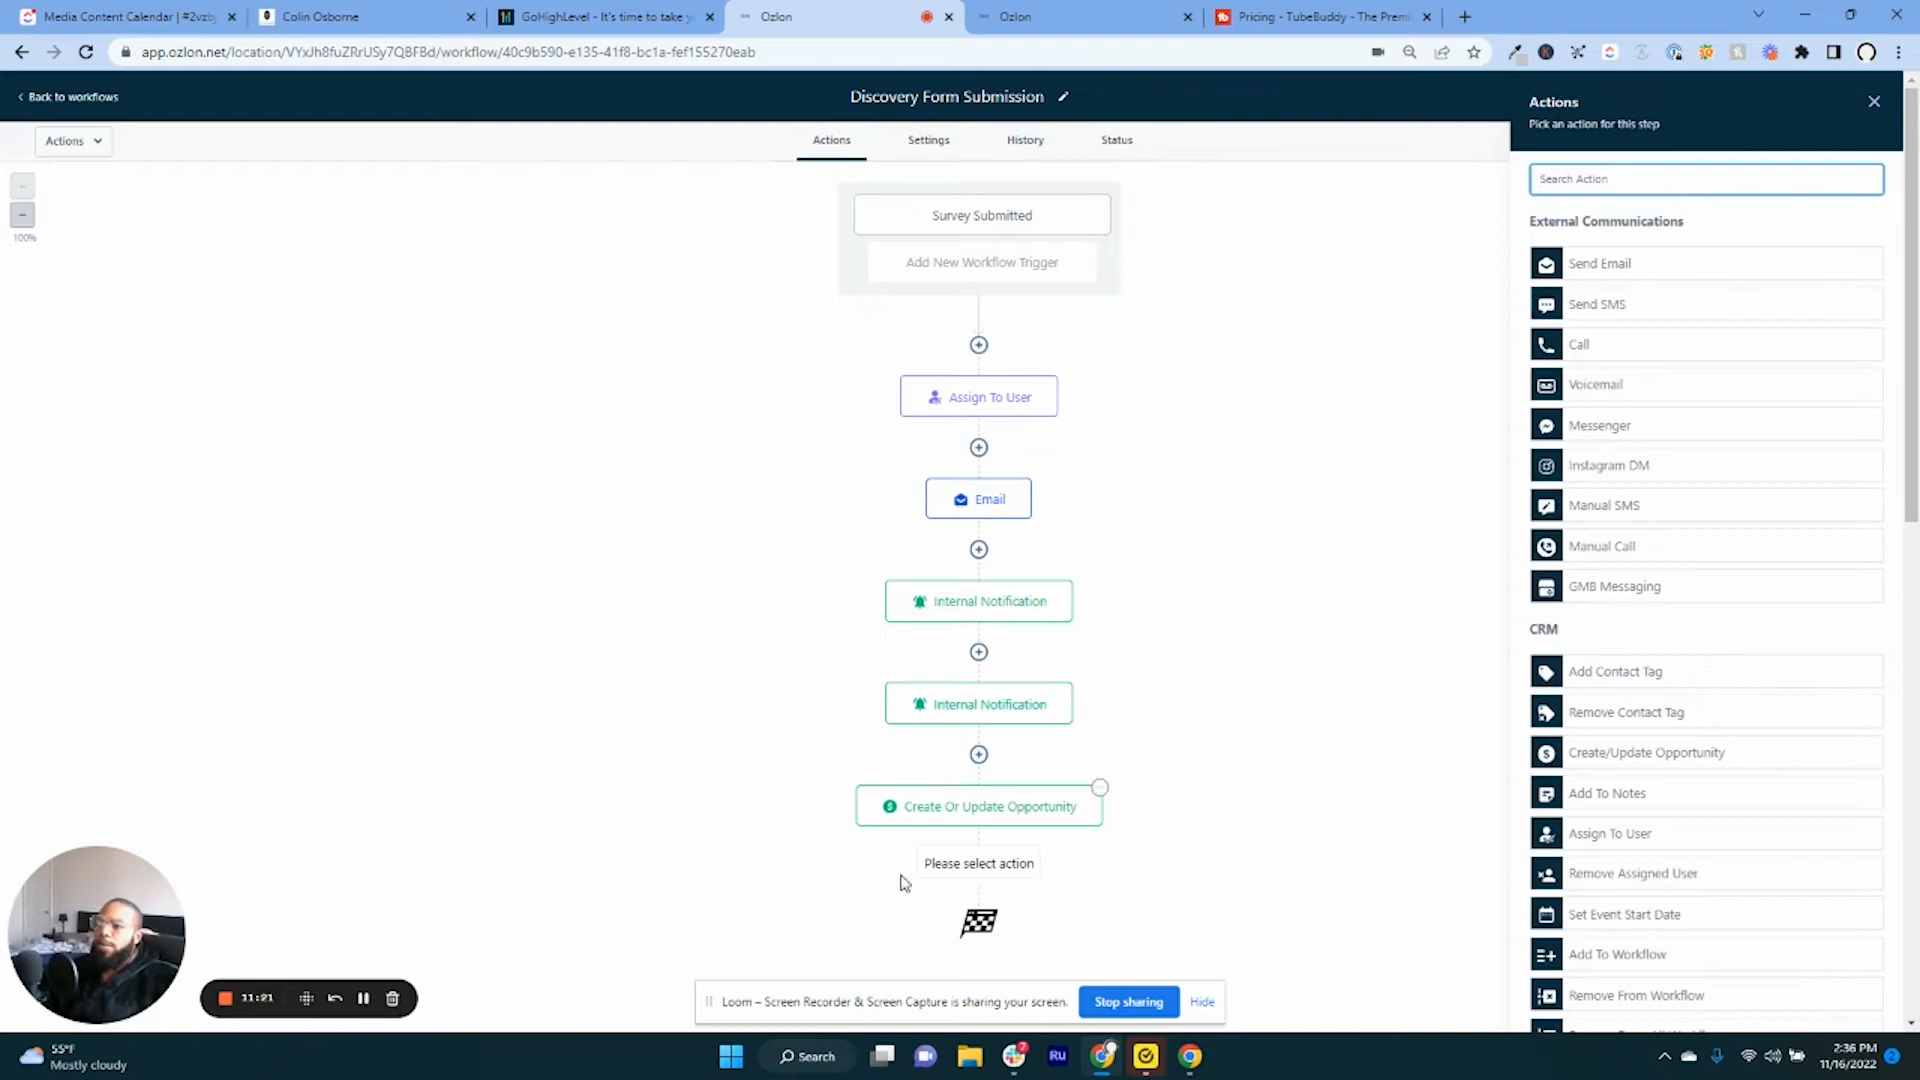 Media Content Calendar | #2vzb
Colin Osborne
GoHighLevel - It's time to take y
Ozlon
Ozlon
Pricing - TubeBuddy - The Premi
app.ozlon.net/location/VYxJh8fuZRrUSy7QBFBd/workflow/40c9b590-e135-41f8-bc1a-fef155270eab
Back to workflows
Discovery Form Submission
Actions
Pick an action for this step
Actions
Actions
Settings
History
Status
100%
Survey Submitted
Add New Workflow Trigger
Assign To User
Email
Internal Notification
Internal Notification
Create Or Update Opportunity
Please select action
Search Action
External Communications
Send Email
Send SMS
Call
Voicemail
Messenger
Instagram DM
Manual SMS
Manual Call
GMB Messaging
CRM
Add Contact Tag
Remove Contact Tag
Create/Update Opportunity
Add To Notes
Assign To User
Remove Assigned User
Set Event Start Date
Add To Workflow
Remove From Workflow
11:21
Loom – Screen Recorder & Screen Capture is sharing your screen.
Stop sharing
Hide
55°F
Mostly cloudy
Search
7
Ru
2:36 PM
11/16/2022
2